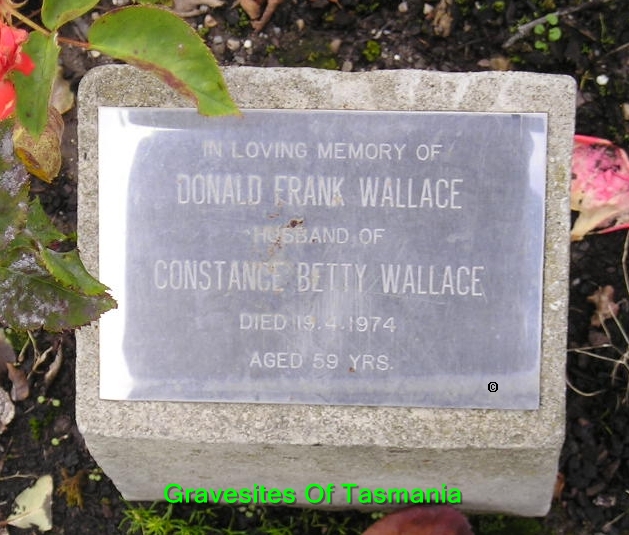 IN LOVING MEMORY OF
DONALD FRANK WALLACE
HUSBAND OF
CONSTANCE BETTY WALLACE
DIED 19.4.1974
AGED 59 YRS.
©
Gravesites Of Tasmania